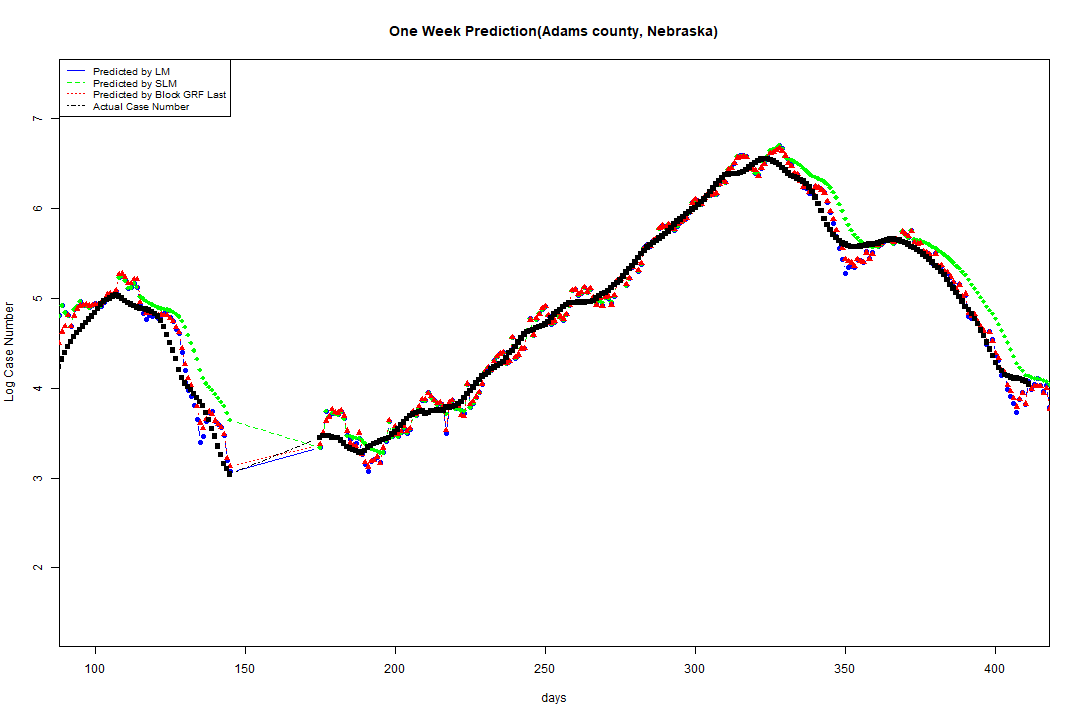 One Week Prediction(Adams county, Nebraska)
Predicted by LM
Predicted by SLM
Predicted by Block GRF Last
Actual Case Number
Log Case Number
7
6
5
4
3
2
100 150 200 250 300 350 400
days